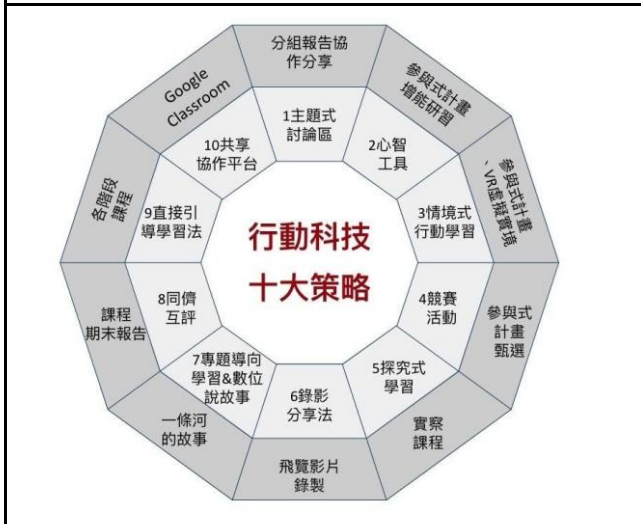 行動科技
十大策略
1主題式
討論區
2心智
工具
3情境式
行動學習
4競賽
活動
5探究式
學習
6錄影
分享法
7專題導向
學習&數位
說故事
8同儕
互評
9直接引
導學習法
10共享
協作平台
分組報告協
作分享
參與式計畫
增能研習
參與式計畫
、VR虛擬實境
參與式
計畫
甄選
實察
課程
飛覽影片
錄製
一條河
的故事
課程
期末報告
各階段
課程
Google
Classroom